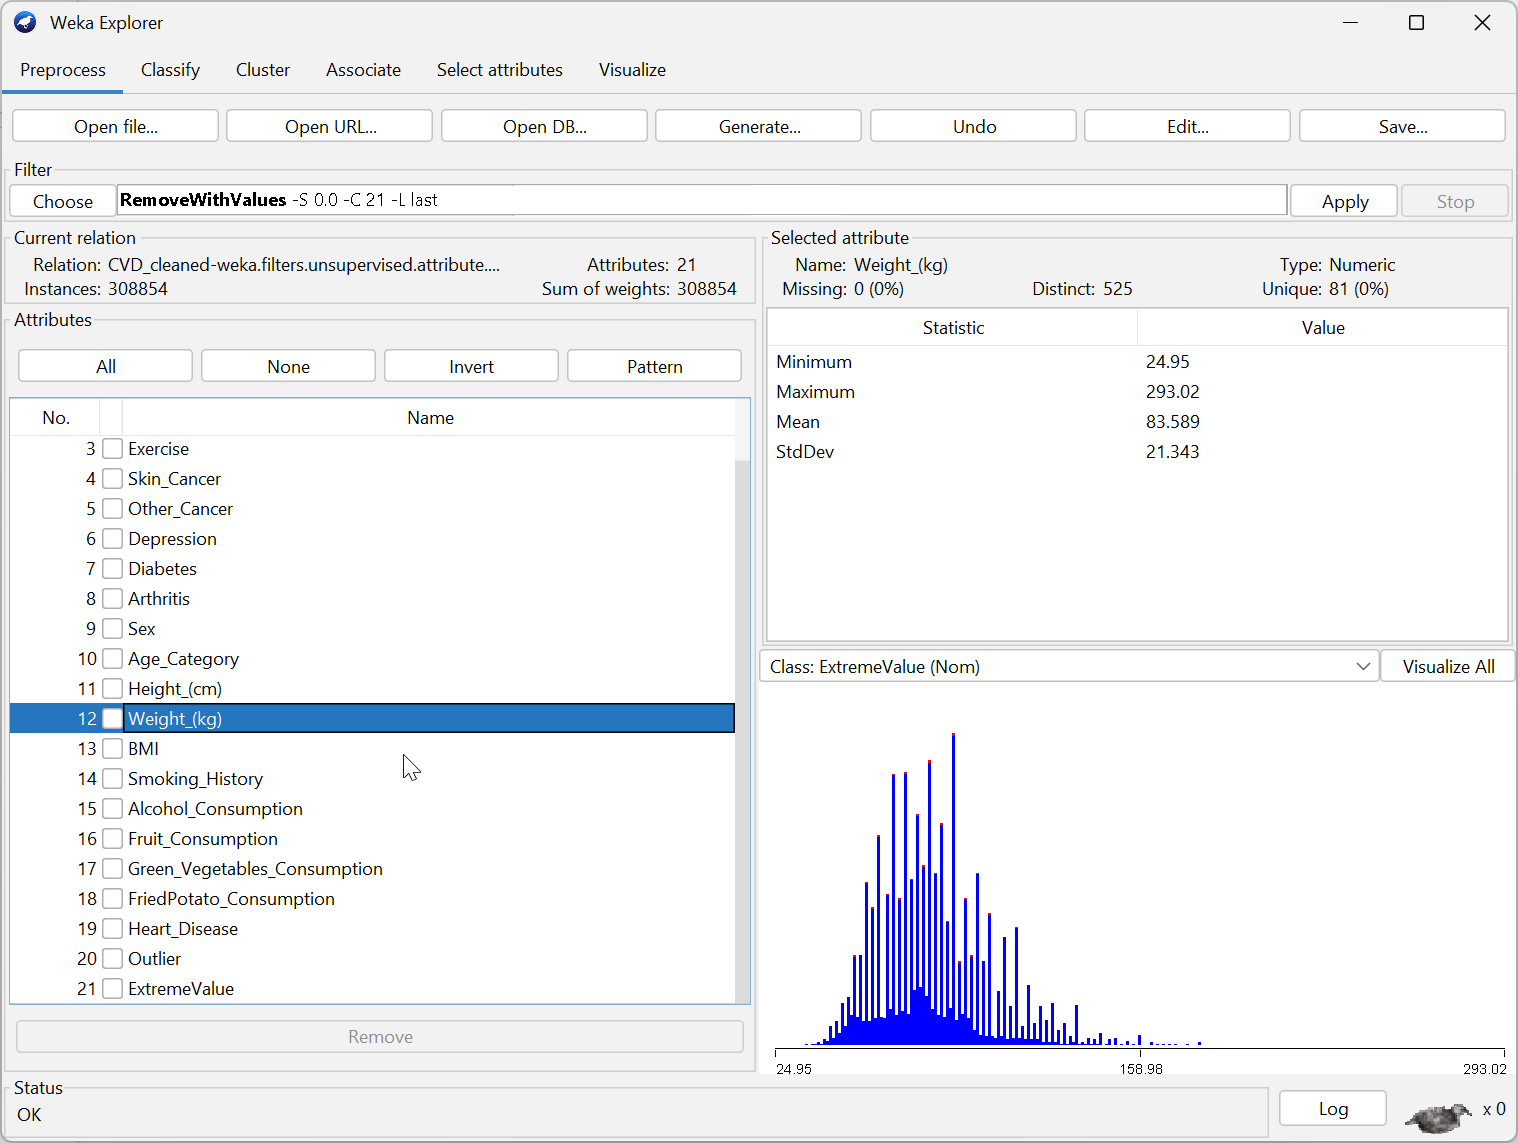 Weka Explorer
Preprocess Classify Cluster Associate Select attributes Visualize
Open file... Open URL... Open DB... Generate... Undo Edit... Save...
Filter
Choose RemoveWithValues -S 0.0 -C 21 -L last Apply Stop
Current relation
Relation: CVD_cleaned-weka.filters.unsupervised.attribute.... Attributes: 21
Instances: 308854 Sum of weights: 308854
Attributes
All None Invert Pattern
No. Name
3 Exercise
4 Skin_Cancer
5 Other_Cancer
6 Depression
7 Diabetes
8 Arthritis
9 Sex
10 Age_Category
11 Height_(cm)
12 Weight_(kg)
13 BMI
14 Smoking_History
15 Alcohol_Consumption
16 Fruit_Consumption
17 Green_Vegetables_Consumption
18 FriedPotato_Consumption
19 Heart_Disease
20 Outlier
21 ExtremeValue
Remove
Selected attribute
Name: Weight_(kg) Type: Numeric
Missing: 0 (0%) Distinct: 525 Unique: 81 (0%)
Statistic Value
Minimum 24.95
Maximum 293.02
Mean 83.589
StdDev 21.343
Class: ExtremeValue (Nom) Visualize All
24.95 158.98 293.02
Status
OK
Log x 0